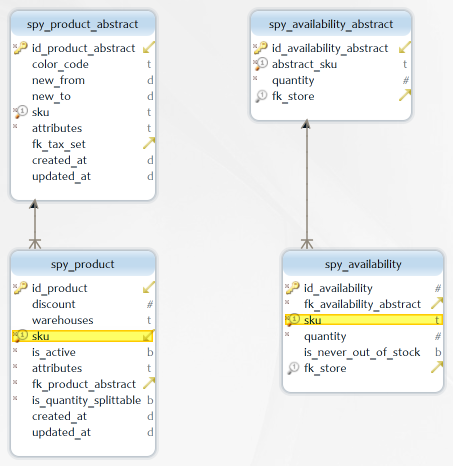 spy_product_abstract
id_product_abstract
color_code t
new_from d
new_to d
sku t
attributes t
fk_tax_set
created_at d
updated_at d
spy_availability_abstract
id_availability_abstract
abstract_sku t
quantity #
fk_store
spy_product
id_product
discount #
warehouses t
sku
is_active b
attributes t
fk_product_abstract
is_quantity_splittable b
created_at d
updated_at d
spy_availability
id_availability #
fk_availability_abstract
sku t
quantity #
is_never_out_of_stock b
fk_store